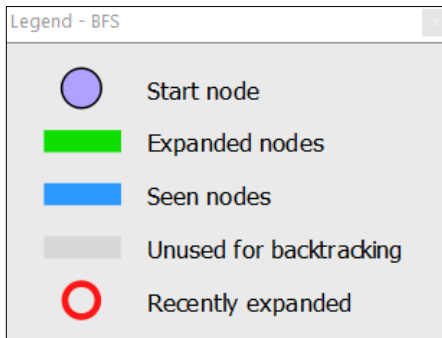 Legend - BFS
Start node
Expanded nodes
Seen nodes
Unused for backtracking
Recently expanded